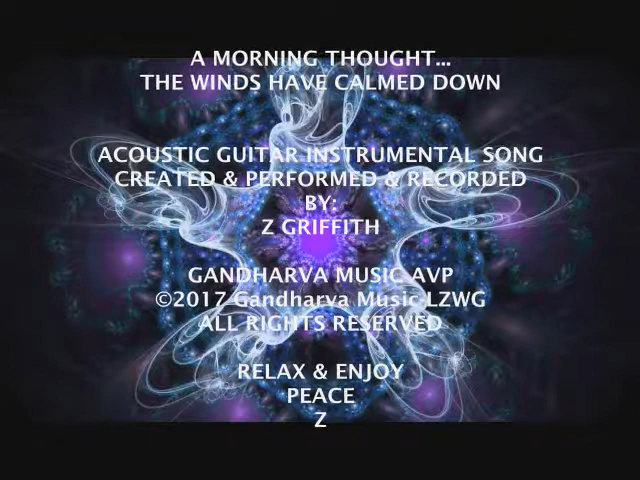 A MORNING THOUGHT...
THE WINDS HAVE CALMED DOWN
ACOUSTIC GUITAR INSTRUMENTAL SONG
CREATED & PERFORMED & RECORDED
BY:
Z GRIFFITH
GANDHARVA MUSIC AVP
©2017 Gandharva Music-LZWG
ALL RIGHTS RESERVED
RELAX & ENJOY
PEACE
Z